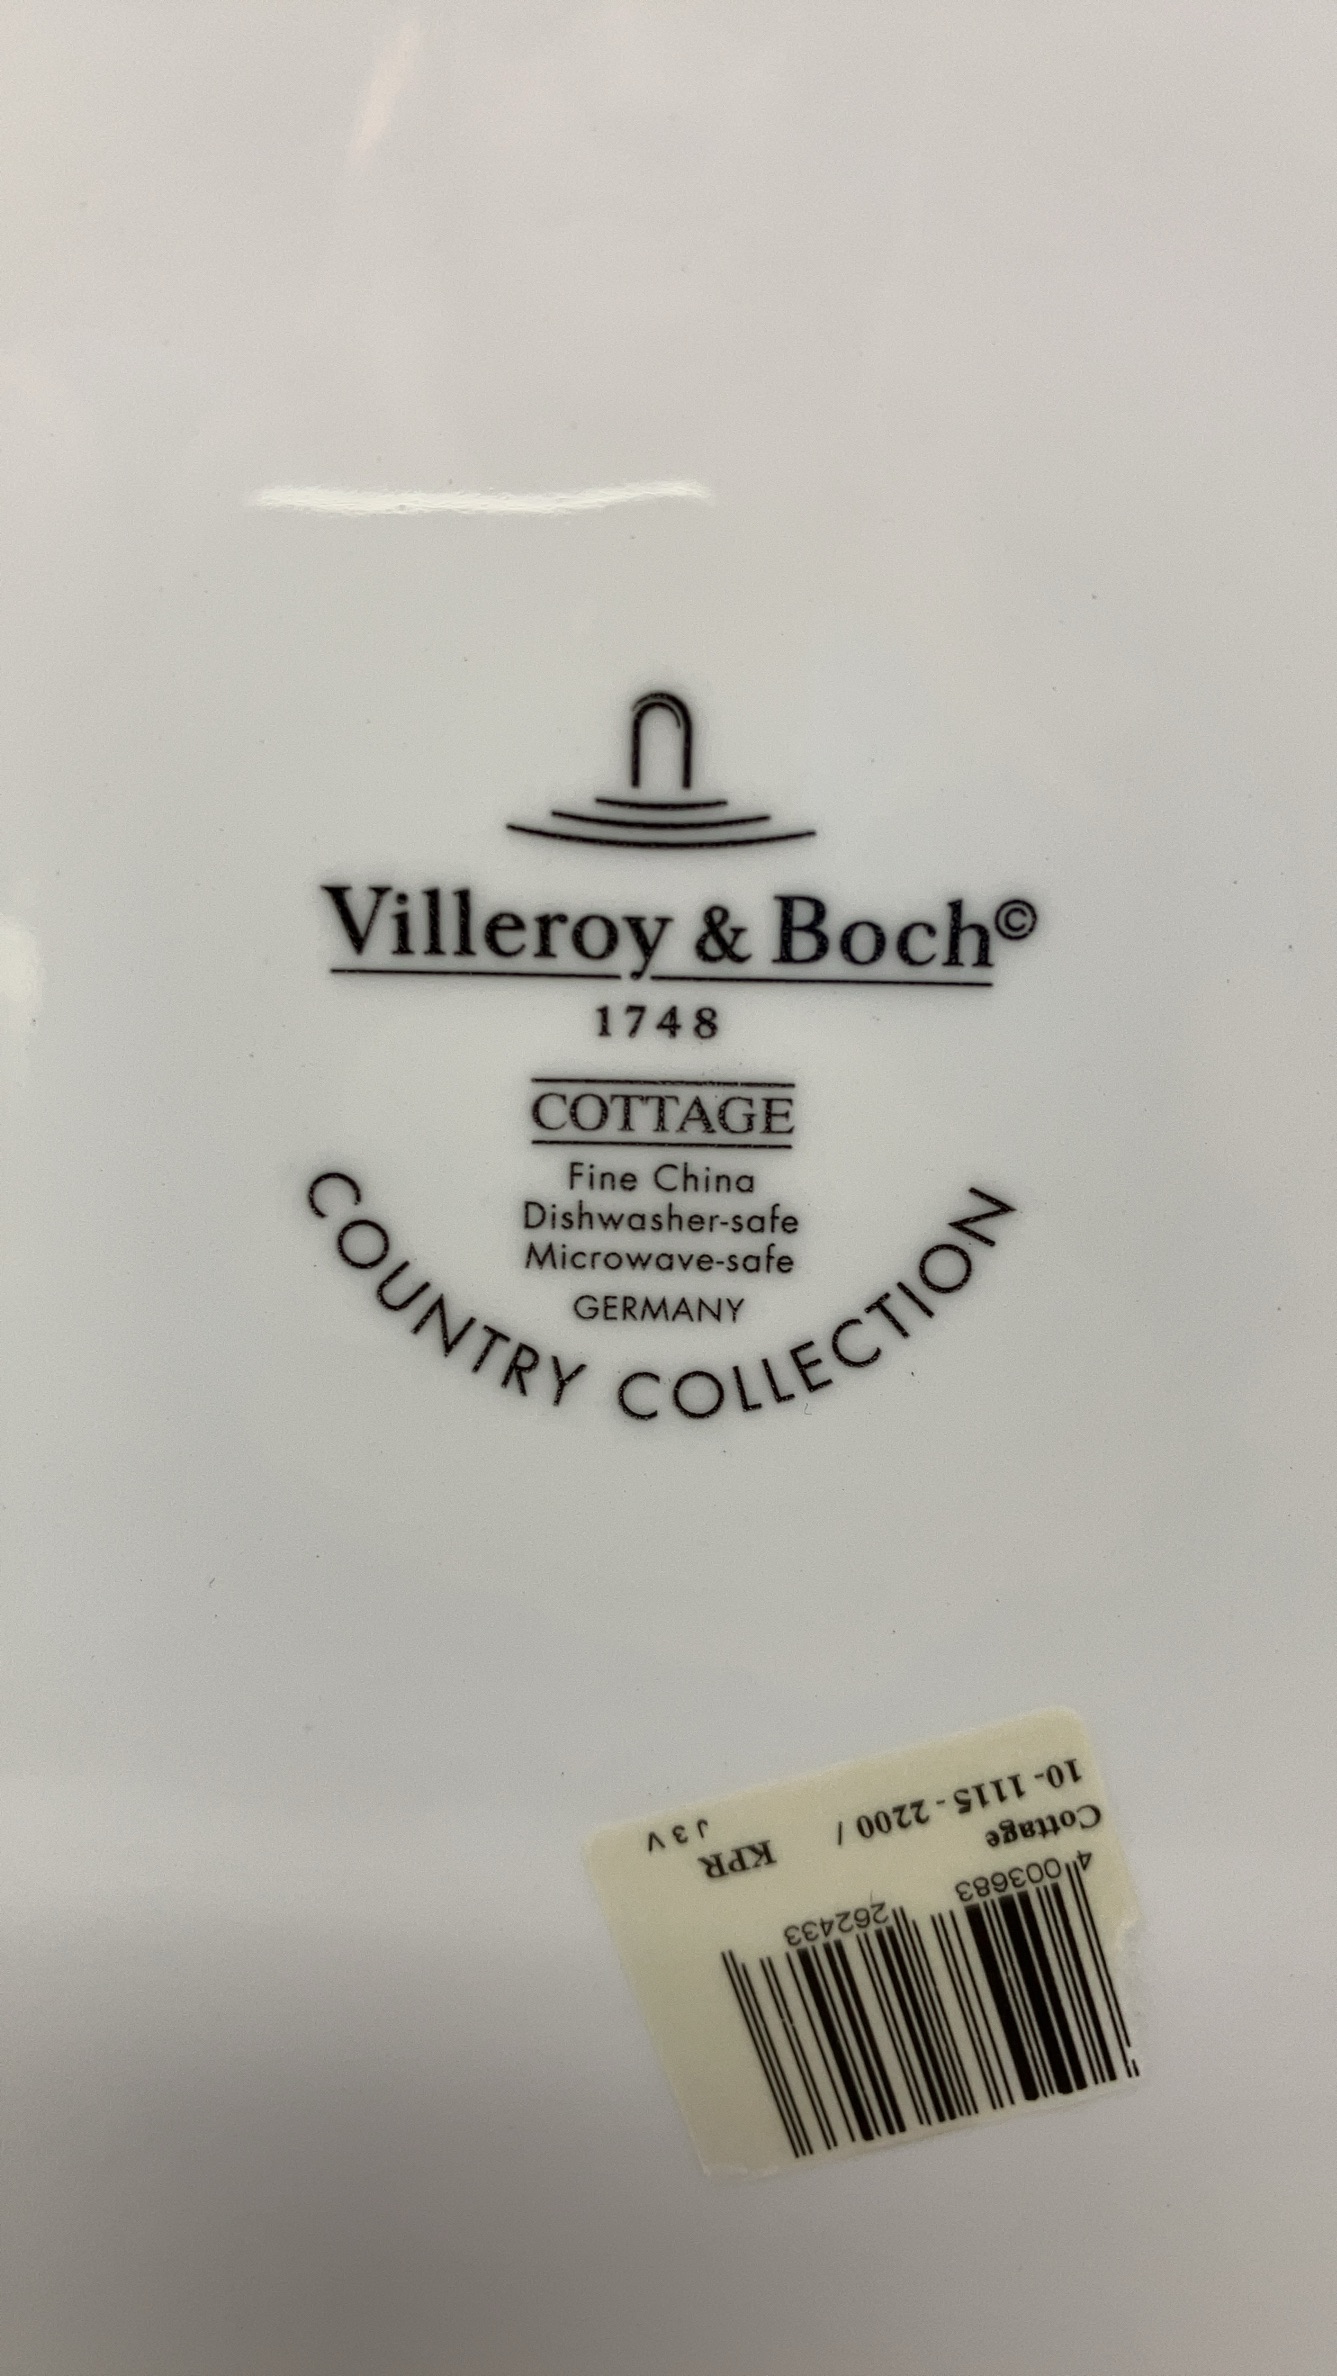 Villeroy & Boch©
1748
COTTAGE
Fine China
Dishwasher-safe
Microwave-safe
GERMANY
COUNTRY COLLECTION
10-1115-2200 /
Cottage KPR J3V
4 003683 262433